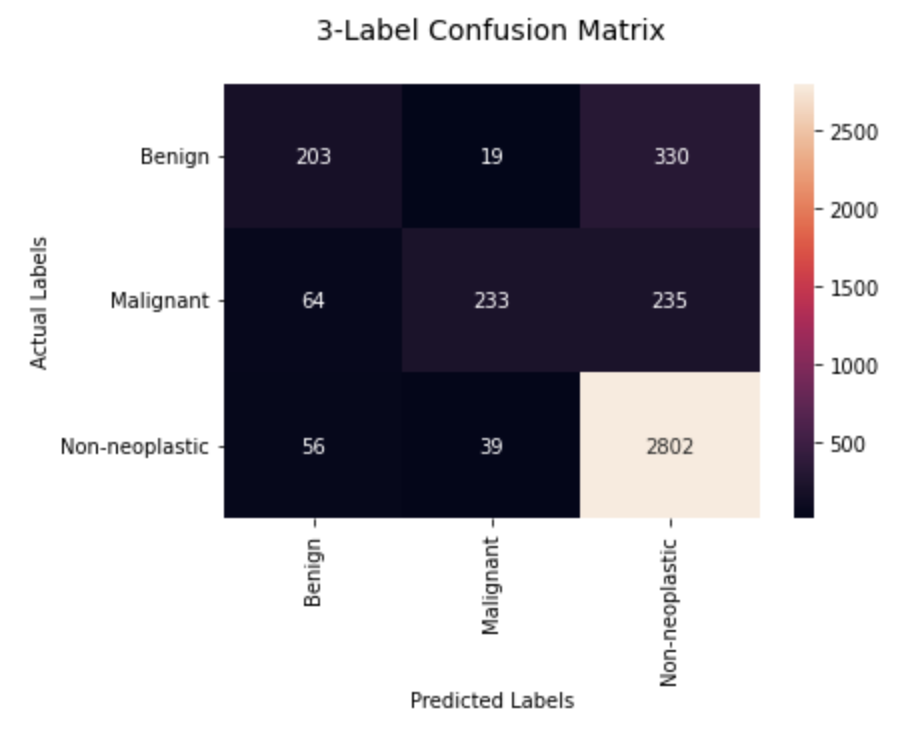 3-Label Confusion Matrix
Actual Labels
Benign 203 19 330
Malignant 64 233 235
Non-neoplastic 56 39 2802
Benign Malignant Non-neoplastic
Predicted Labels
2500
2000
1500
1000
500